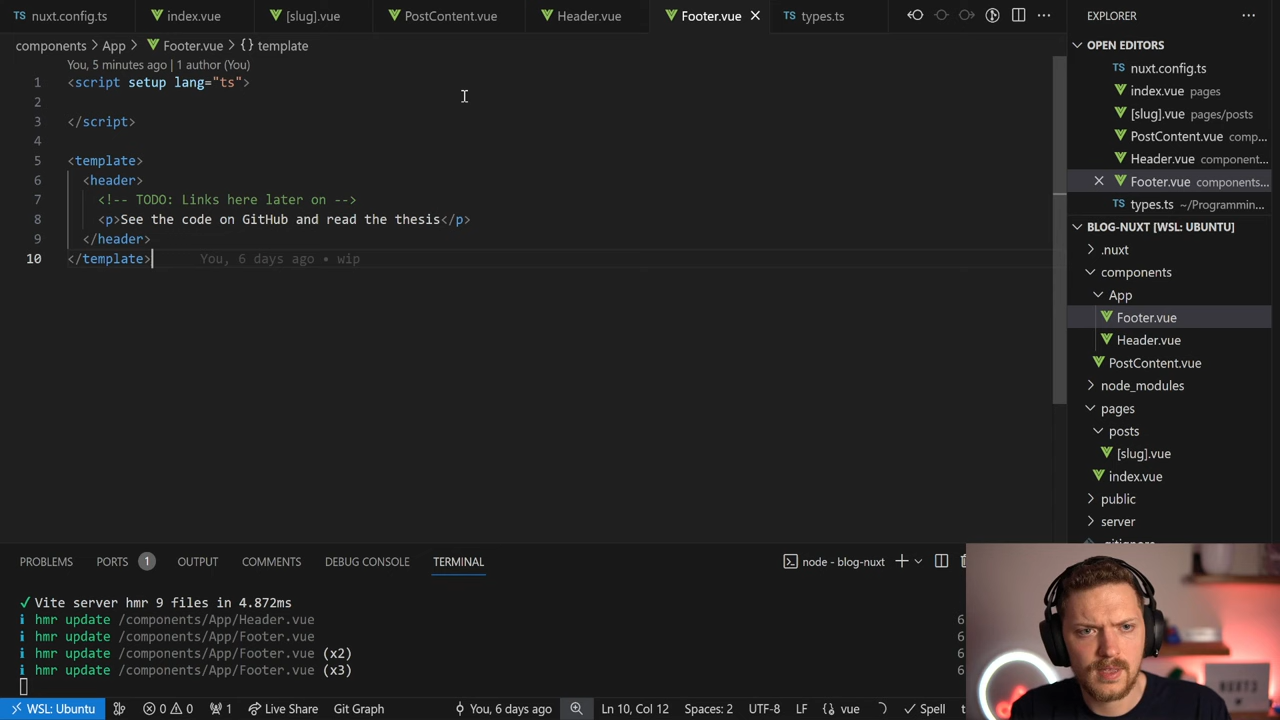 nuxt.config.ts index.vue [slug].vue PostContent.vue Header.vue Footer.vue types.ts
components App Footer.vue {} template
You, 5 minutes ago | 1 author (You)
1 <script setup lang="ts">
2
3 </script>
4
5 <template>
6 <header>
7 <!-- TODO: Links here later on -->
8 <p>See the code on GitHub and read the thesis</p>
9 </header>
10 </template> You, 6 days ago • wip
EXPLORER
OPEN EDITORS
nuxt.config.ts
index.vue pages
[slug].vue pages/posts
PostContent.vue comp...
Header.vue component...
Footer.vue components...
types.ts ~/Programmin...
BLOG-NUXT [WSL: UBUNTU]
.nuxt
components
App
Footer.vue
Header.vue
PostContent.vue
node_modules
pages
posts
[slug].vue
index.vue
public
server
PROBLEMS PORTS 1 OUTPUT COMMENTS DEBUG CONSOLE TERMINAL node - blog-nuxt
✓ Vite server hmr 9 files in 4.872ms
i hmr update /components/App/Header.vue 6
i hmr update /components/App/Footer.vue 6
i hmr update /components/App/Footer.vue (x2) 6
i hmr update /components/App/Footer.vue (x3) 6
WSL: Ubuntu 0 0 1 Live Share Git Graph You, 6 days ago Ln 10, Col 12 Spaces: 2 UTF-8 LF {} vue Spell